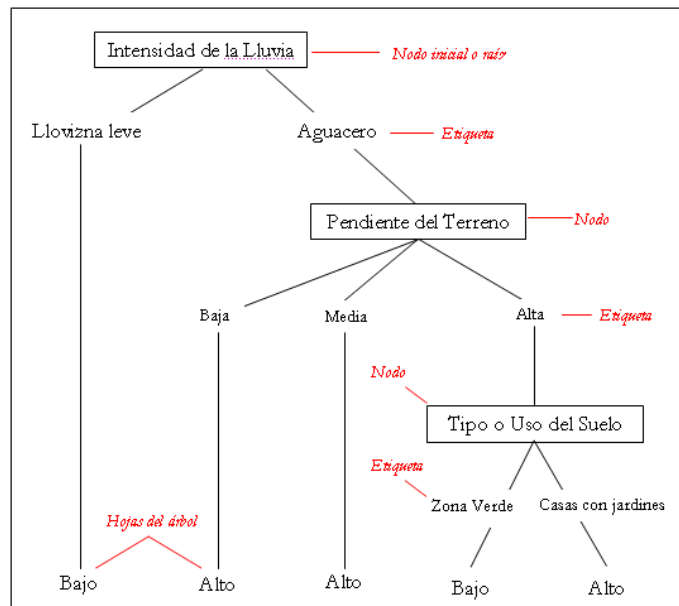 Intensidad de la Lluvia
Nodo inicial o raíz
Llovizna leve
Aguacero
Etiqueta
Pendiente del Terreno
Nodo
Baja
Media
Alta
Etiqueta
Nodo
Tipo o Uso del Suelo
Etiqueta
Zona Verde
Casas con jardines
Hojas del árbol
Bajo
Alto
Alto
Bajo
Alto